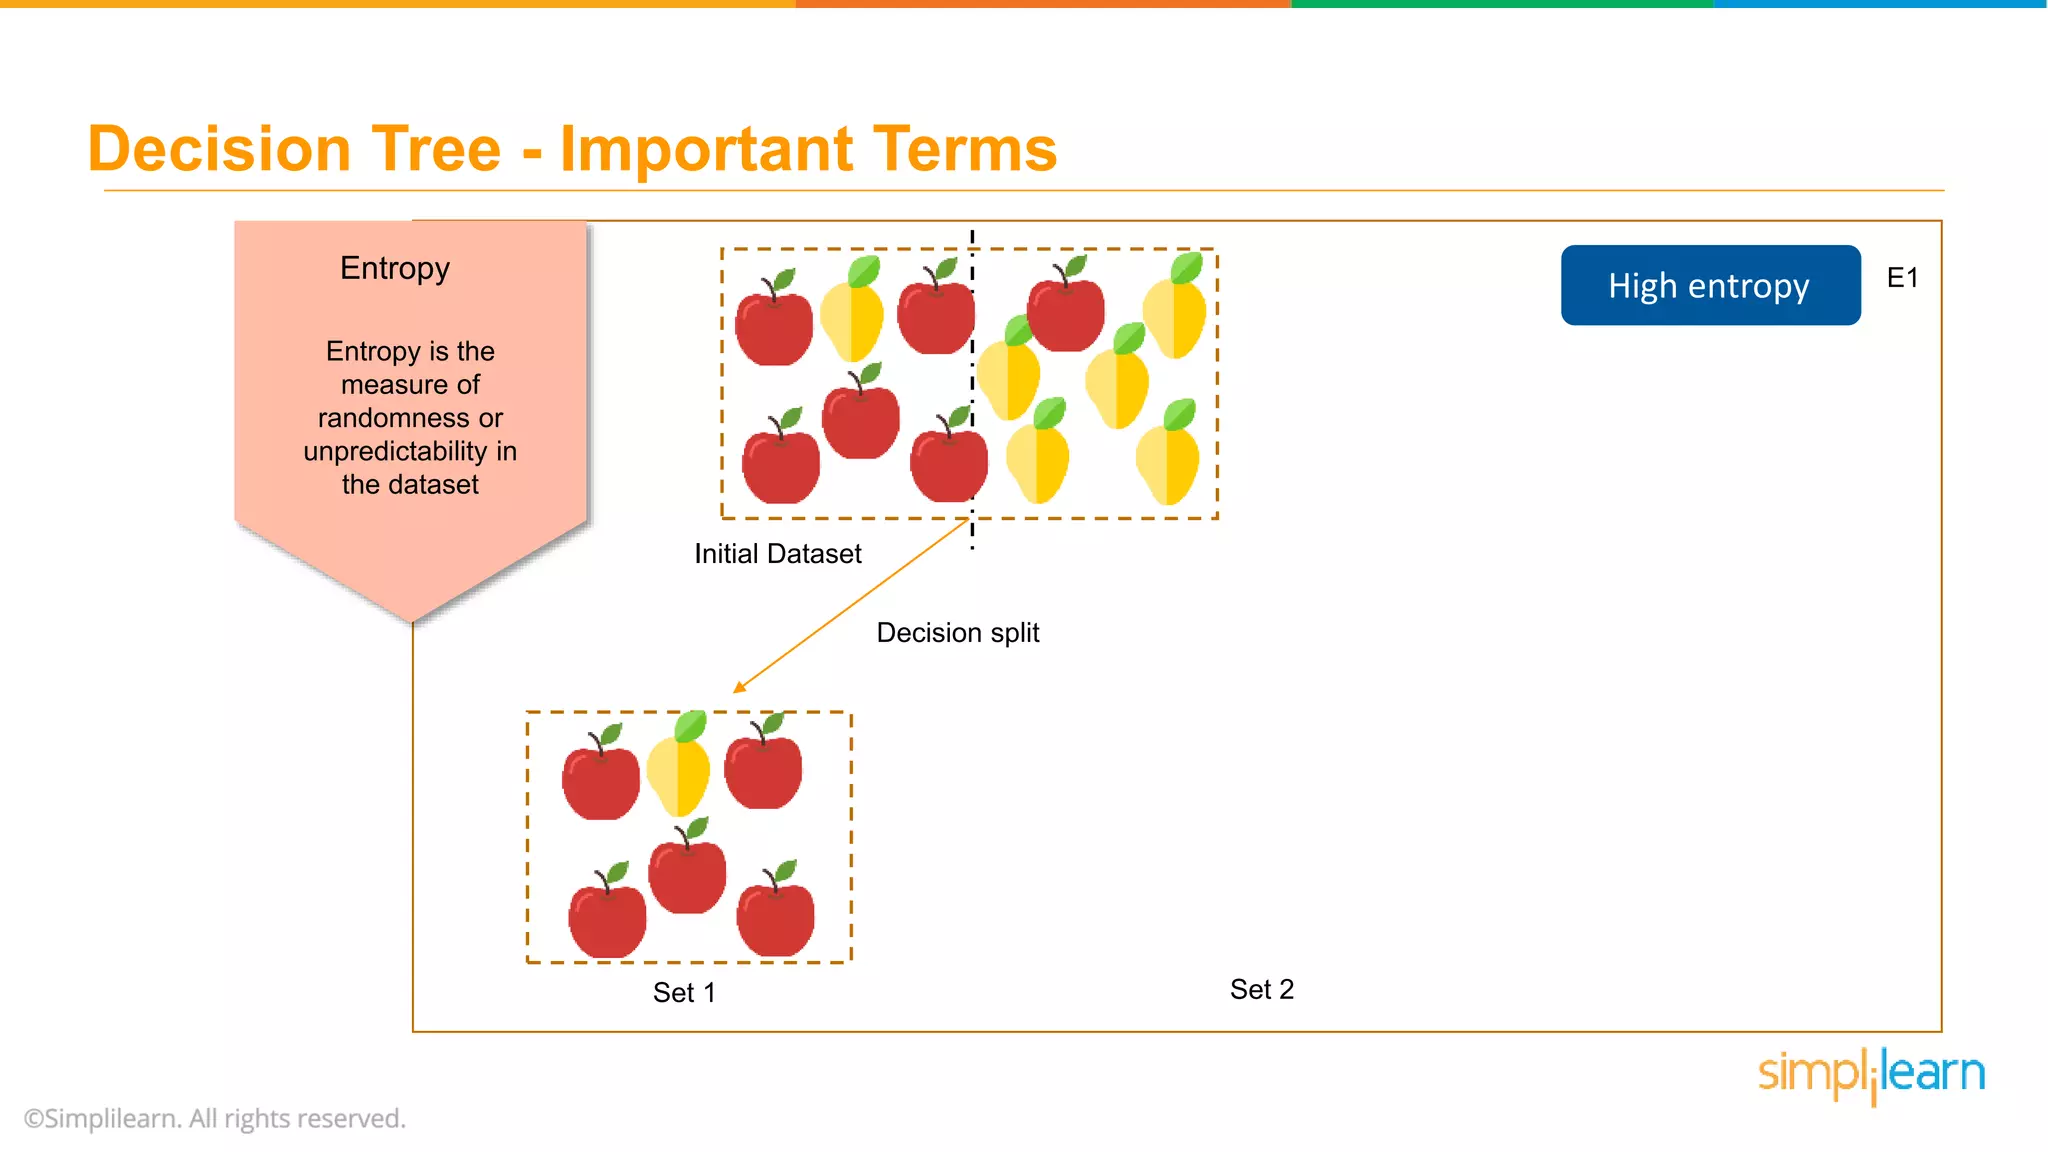 Decision Tree - Important Terms
Entropy
Entropy is the
measure of
randomness or
unpredictability in
the dataset
High entropy
E1
Initial Dataset
Decision split
Set 1
Set 2
simplilearn
©Simplilearn. All rights reserved.